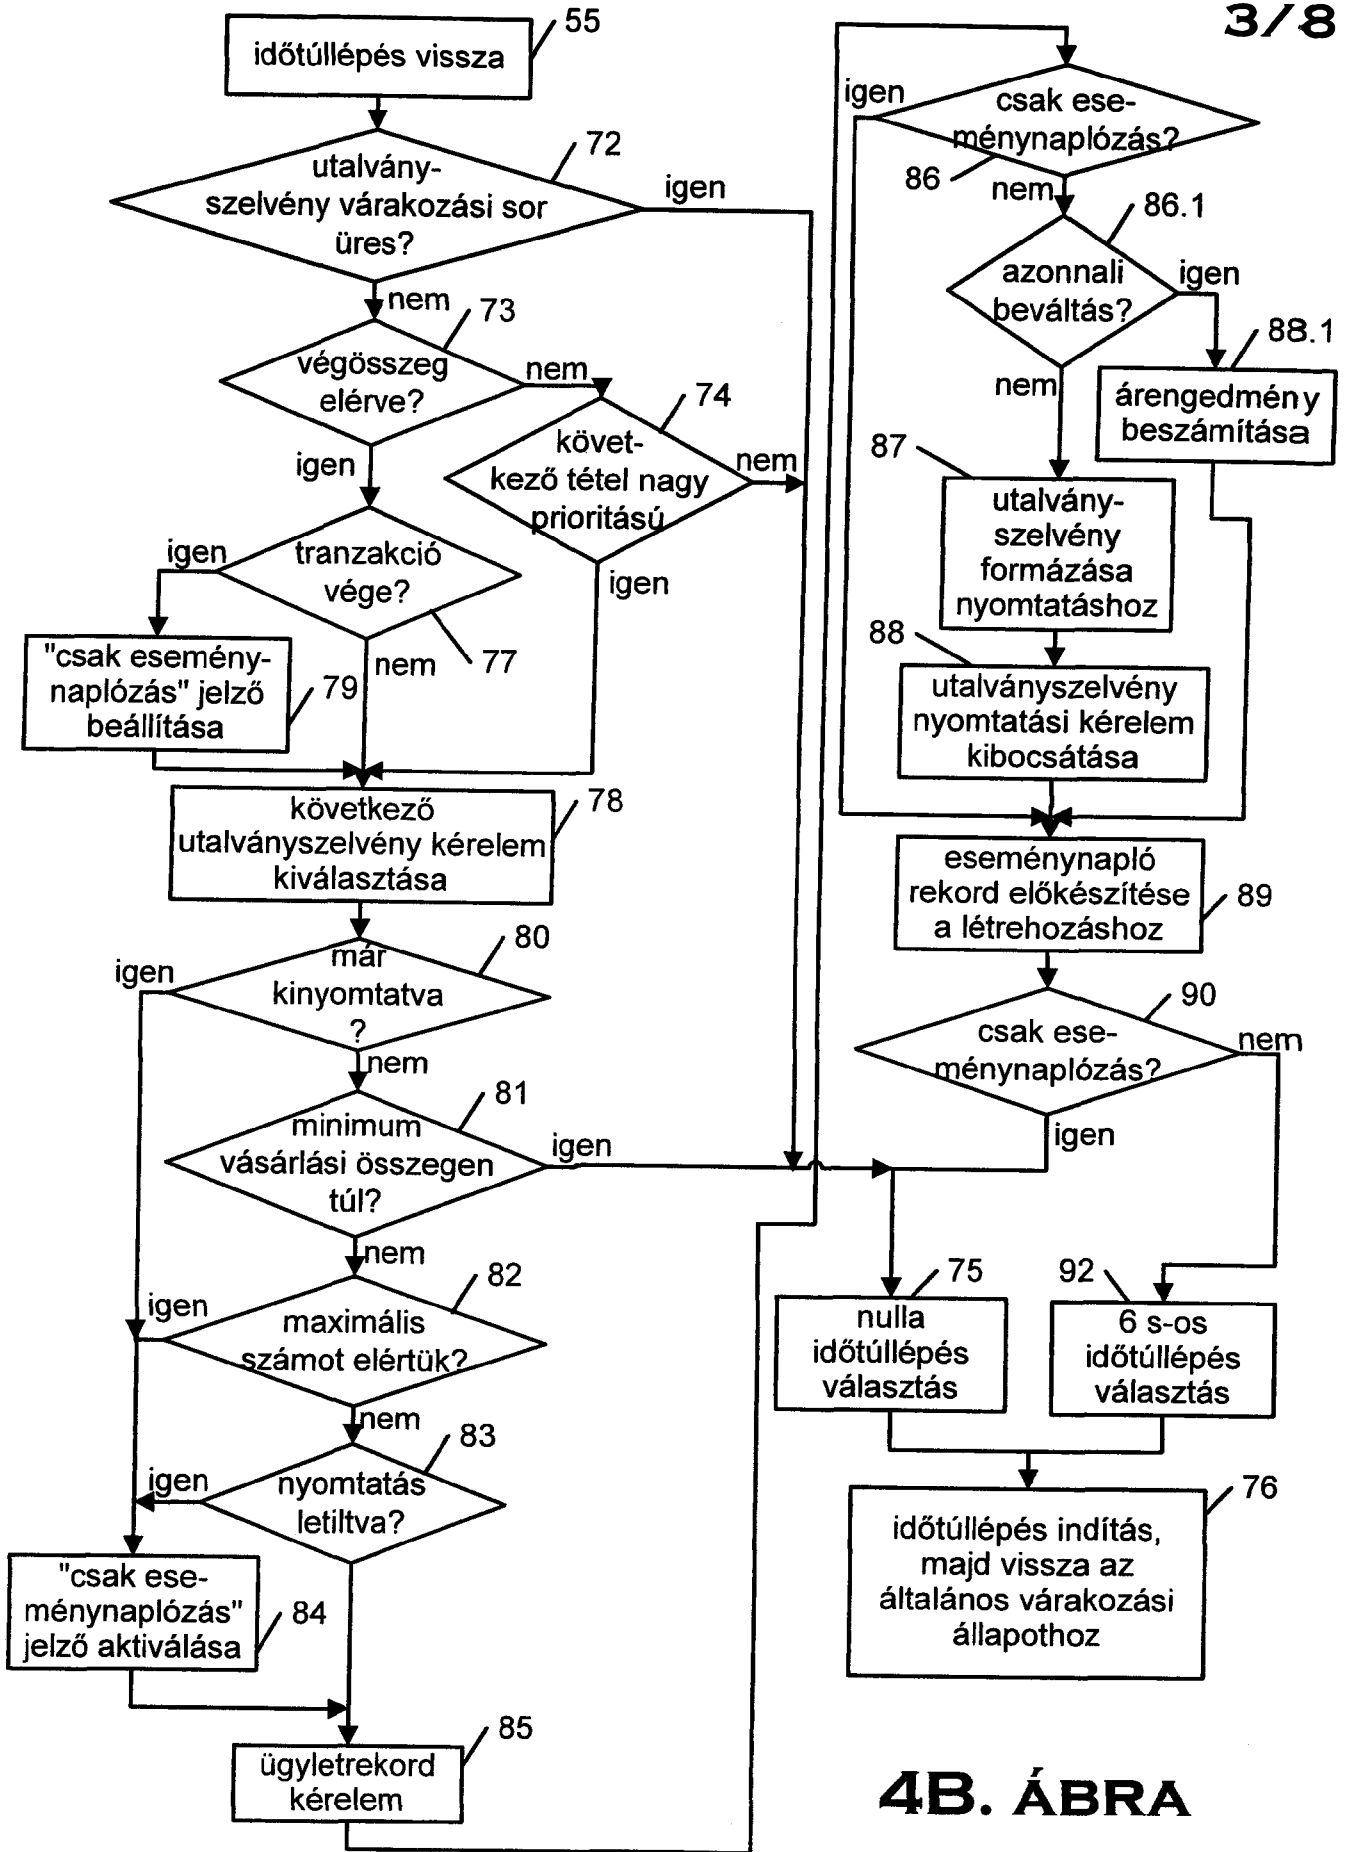 3/8
időtúllépés vissza
55
utalvány-
szelvény várakozási sor
üres?
72
igen
nem
végösszeg
elérve?
73
nem
igen
követ-
kező tétel nagy
prioritású
74
nem
igen
tranzakció
vége?
77
igen
nem
"csak esemény-
naplózás" jelző
beállítása
79
következő
utalványszelvény kérelem
kiválasztása
78
már
kinyomtatva
?
80
igen
nem
minimum
vásárlási összegen
túl?
81
igen
nem
maximális
számot elértük?
82
igen
nem
nyomtatás
letiltva?
83
igen
"csak ese-
ménynaplózás"
jelző aktiválása
84
ügyletrekord
kérelem
85
csak ese-
ménynaplózás?
86
igen
nem
azonnali
beváltás?
86.1
igen
nem
árengedmény
beszámítása
88.1
utalvány-
szelvény
formázása
nyomtatáshoz
87
utalványszelvény
nyomtatási kérelem
kibocsátása
88
eseménynapló
rekord előkészítése
a létrehozáshoz
89
csak ese-
ménynaplózás?
90
nem
igen
nulla
időtúllépés
választás
75
6 s-os
időtúllépés
választás
92
időtúllépés indítás,
majd vissza az
általános várakozási
állapothoz
76
4B. ÁBRA